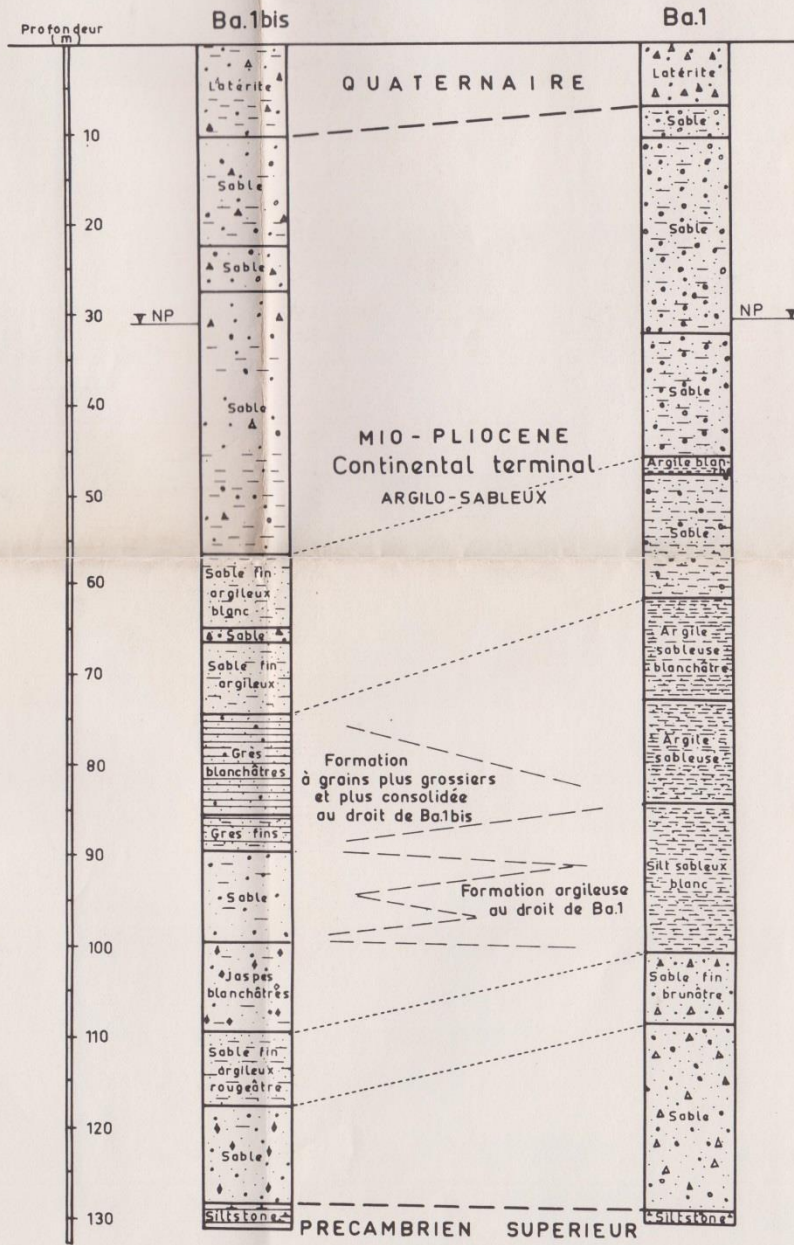 Profondeur
(m)
Ba.1bis
Ba.1
QUATERNAIRE
MIO-PLIOCENE
Continental terminal
ARGILO-SABLEUX
Formation
à grains plus grossiers
et plus consolidée
au droit de Ba.1bis
Formation argileuse
au droit de Ba.1
PRECAMBRIEN SUPERIEUR
10
20
30
40
50
60
70
80
90
100
110
120
130
Latérite
Sable
Sable
NP
Sable
Sable fin
argileux
blanc
Sable
Sable fin
argileux
Grès
blanchâtres
Grès fins
Sable
Jaspes
blanchâtres
Sable fin
argileux
rougeâtre
Sable
Siltstone
Latérite
Sable
Sable
NP
Sable
Argile blan-
che
Sable
Argile
sableuse
blanchâtre
Argile
sableuse
Silt sableux
blanc
Sable fin
brunâtre
Sable
Siltstone